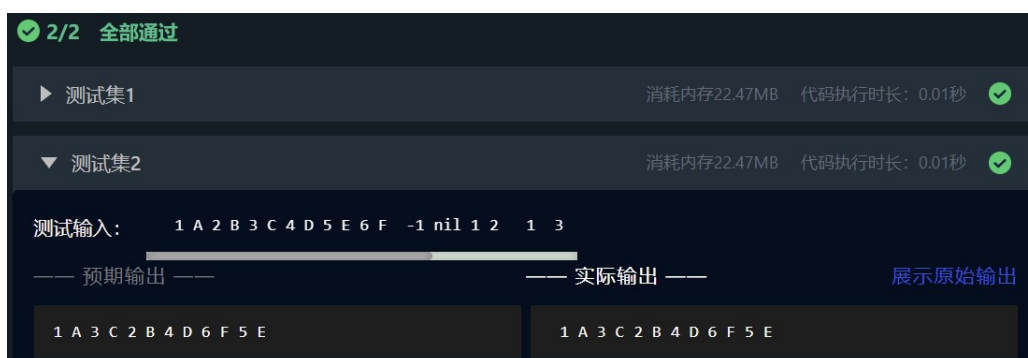 2/2 全部通过
测试集1 消耗内存22.47MB 代码执行时长：0.01秒
测试集2 消耗内存22.47MB 代码执行时长：0.01秒
测试输入： 1 A 2 B 3 C 4 D 5 E 6 F -1 nil 1 2 1 3
—— 预期输出 —— —— 实际输出 —— 展示原始输出
1 A 3 C 2 B 4 D 6 F 5 E 1 A 3 C 2 B 4 D 6 F 5 E